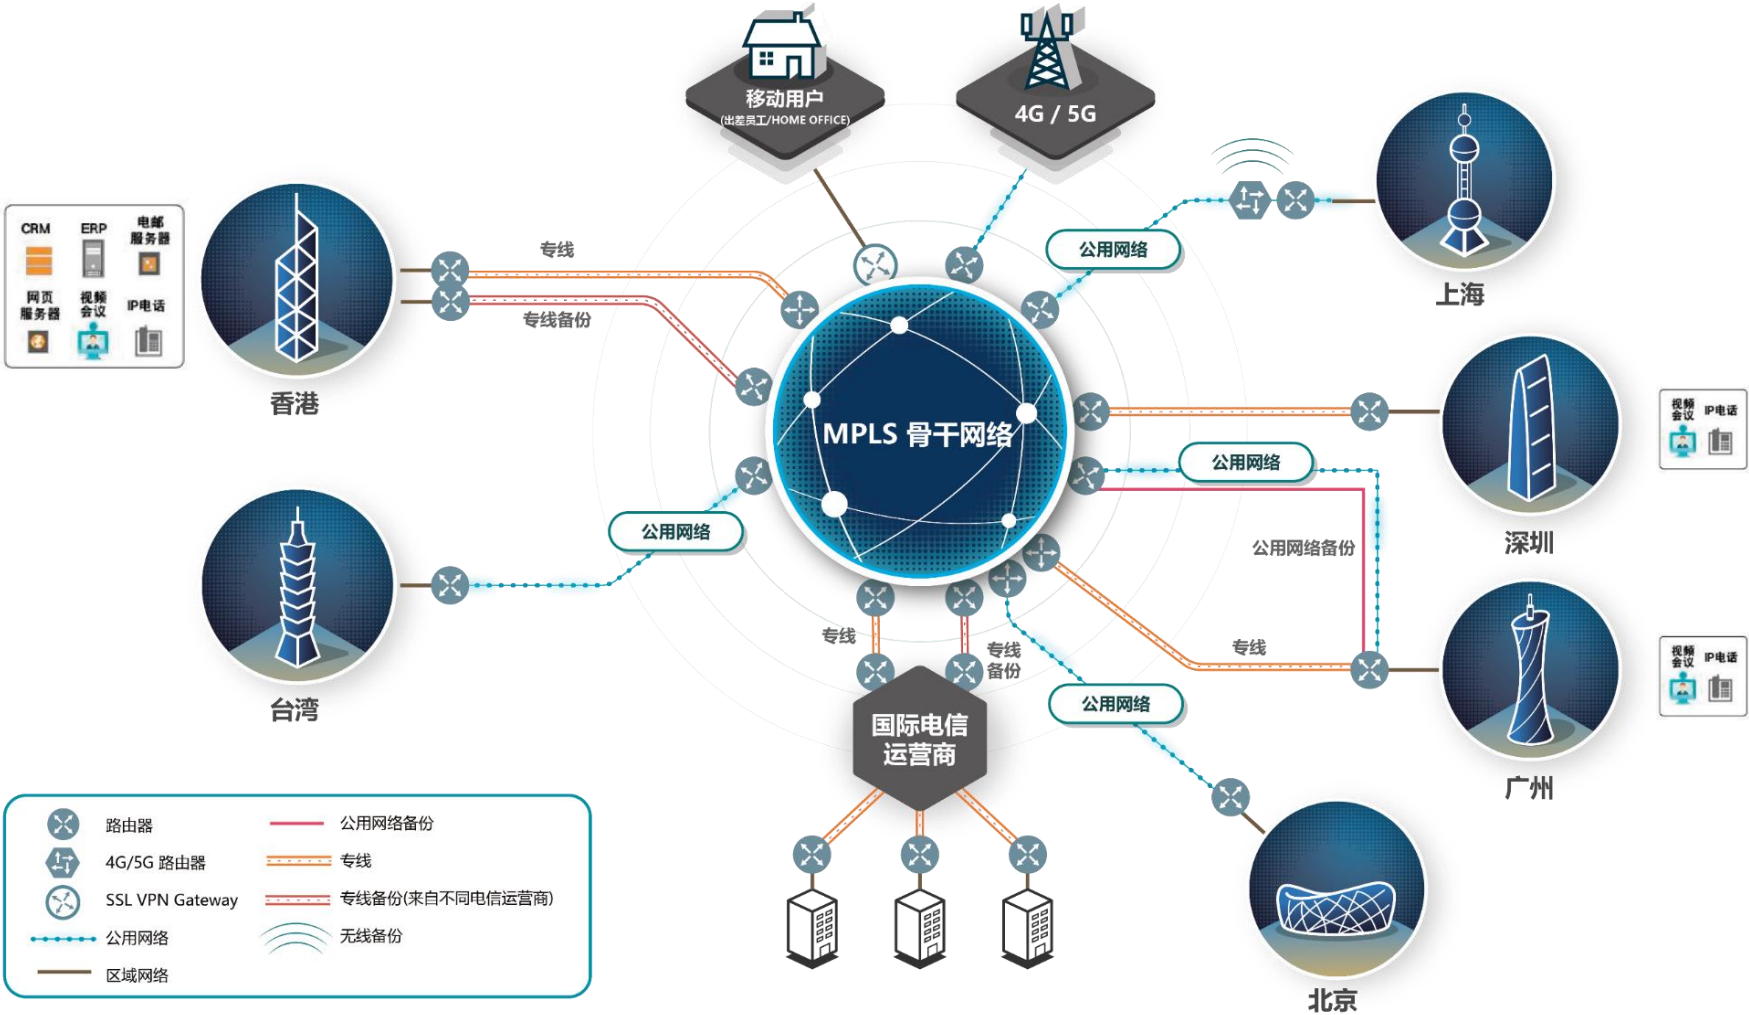 移动用户
(出差员工/HOME OFFICE)
4G / 5G
CRM
ERP
电邮
服务器
网页
服务器
视频
会议
IP电话
香港
专线
专线备份
公用网络
上海
MPLS 骨干网络
视频
会议
IP电话
深圳
公用网络
公用网络备份
台湾
公用网络
专线
专线
备份
国际电信
运营商
公用网络
北京
专线
视频
会议
IP电话
广州
路由器
4G/5G 路由器
SSL VPN Gateway
公用网络
区域网络
公用网络备份
专线
专线备份(来自不同电信运营商)
无线备份